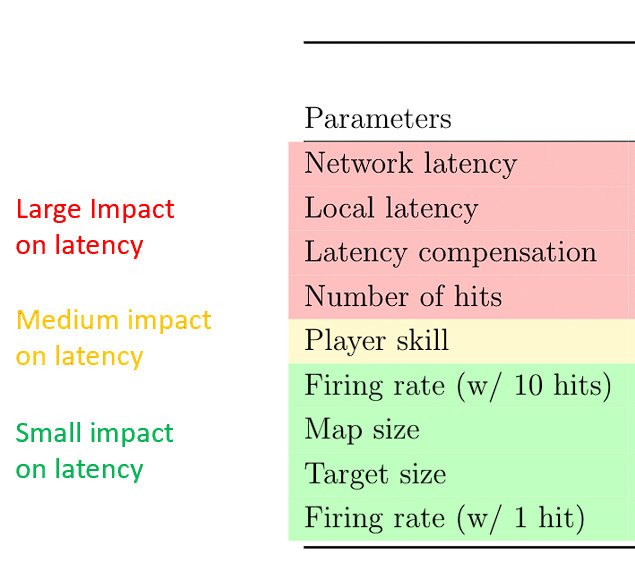 Parameters
Network latency
Large Impact
on latency
Local latency
Latency compensation
Number of hits
Medium impact
on latency
Player skill
Firing rate (w/ 10 hits)
Small impact
on latency
Map size
Target size
Firing rate (w/ 1 hit)